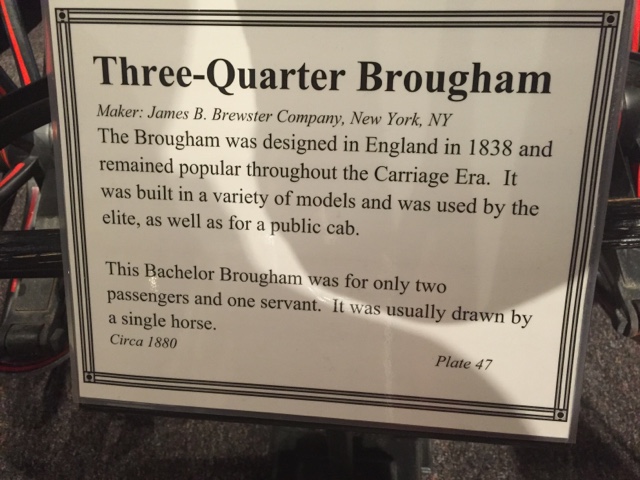 Three-Quarter Brougham
Maker: James B. Brewster Company, New York, NY
The Brougham was designed in England in 1838 and
remained popular throughout the Carriage Era. It
was built in a variety of models and was used by the
elite, as well as for a public cab.
This Bachelor Brougham was for only two
passengers and one servant. It was usually drawn by
a single horse.
Circa 1880
Plate 47